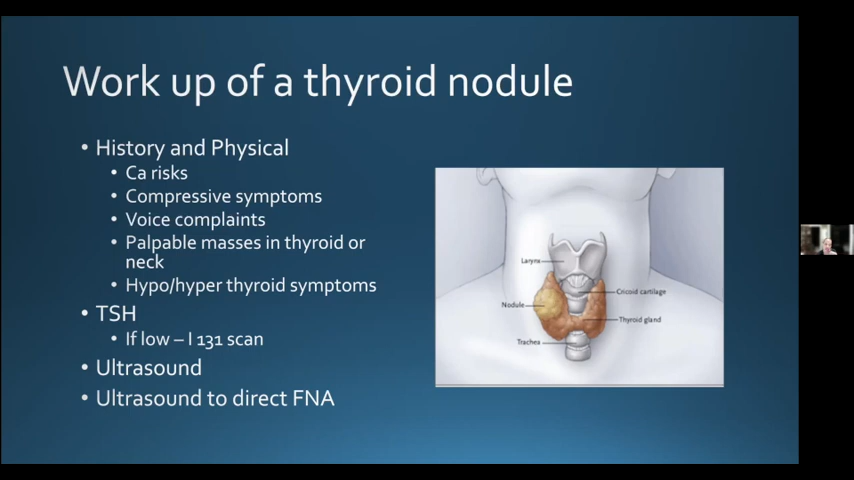 Work up of a thyroid nodule
• History and Physical
• Ca risks
• Compressive symptoms
• Voice complaints
• Palpable masses in thyroid or
neck
• Hypo/hyper thyroid symptoms
• TSH
• If low – I 131 scan
• Ultrasound
• Ultrasound to direct FNA
Larynx
Cricoid cartilage
Nodule
Thyroid gland
Trachea